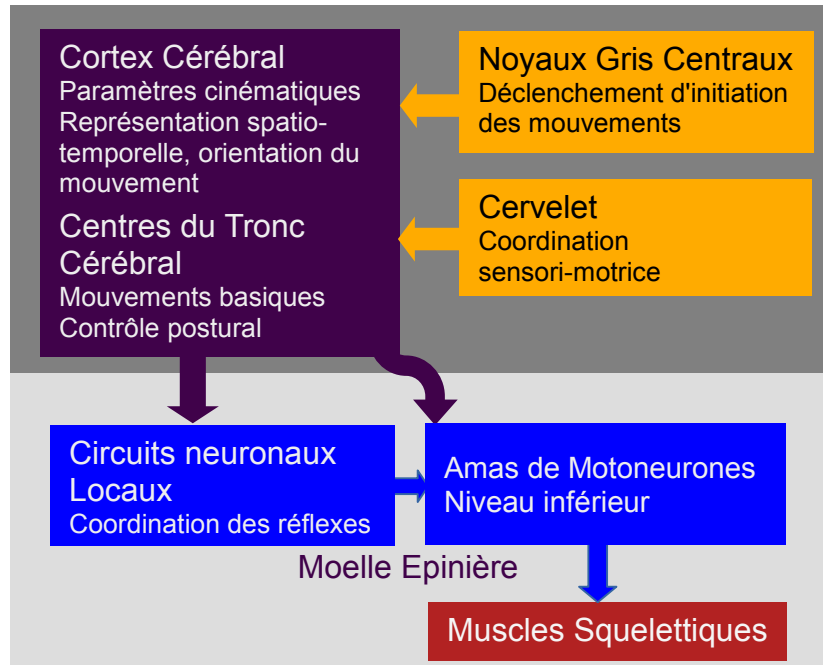 Cortex Cérébral
Paramètres cinématiques
Représentation spatio-
temporelle, orientation du
mouvement
Centres du Tronc
Cérébral
Mouvements basiques
Contrôle postural
Noyaux Gris Centraux
Déclenchement d'initiation
des mouvements
Cervelet
Coordination
sensori-motrice
Circuits neuronaux
Locaux
Coordination des réflexes
Amas de Motoneurones
Niveau inférieur
Moelle Epinière
Muscles Squelettiques